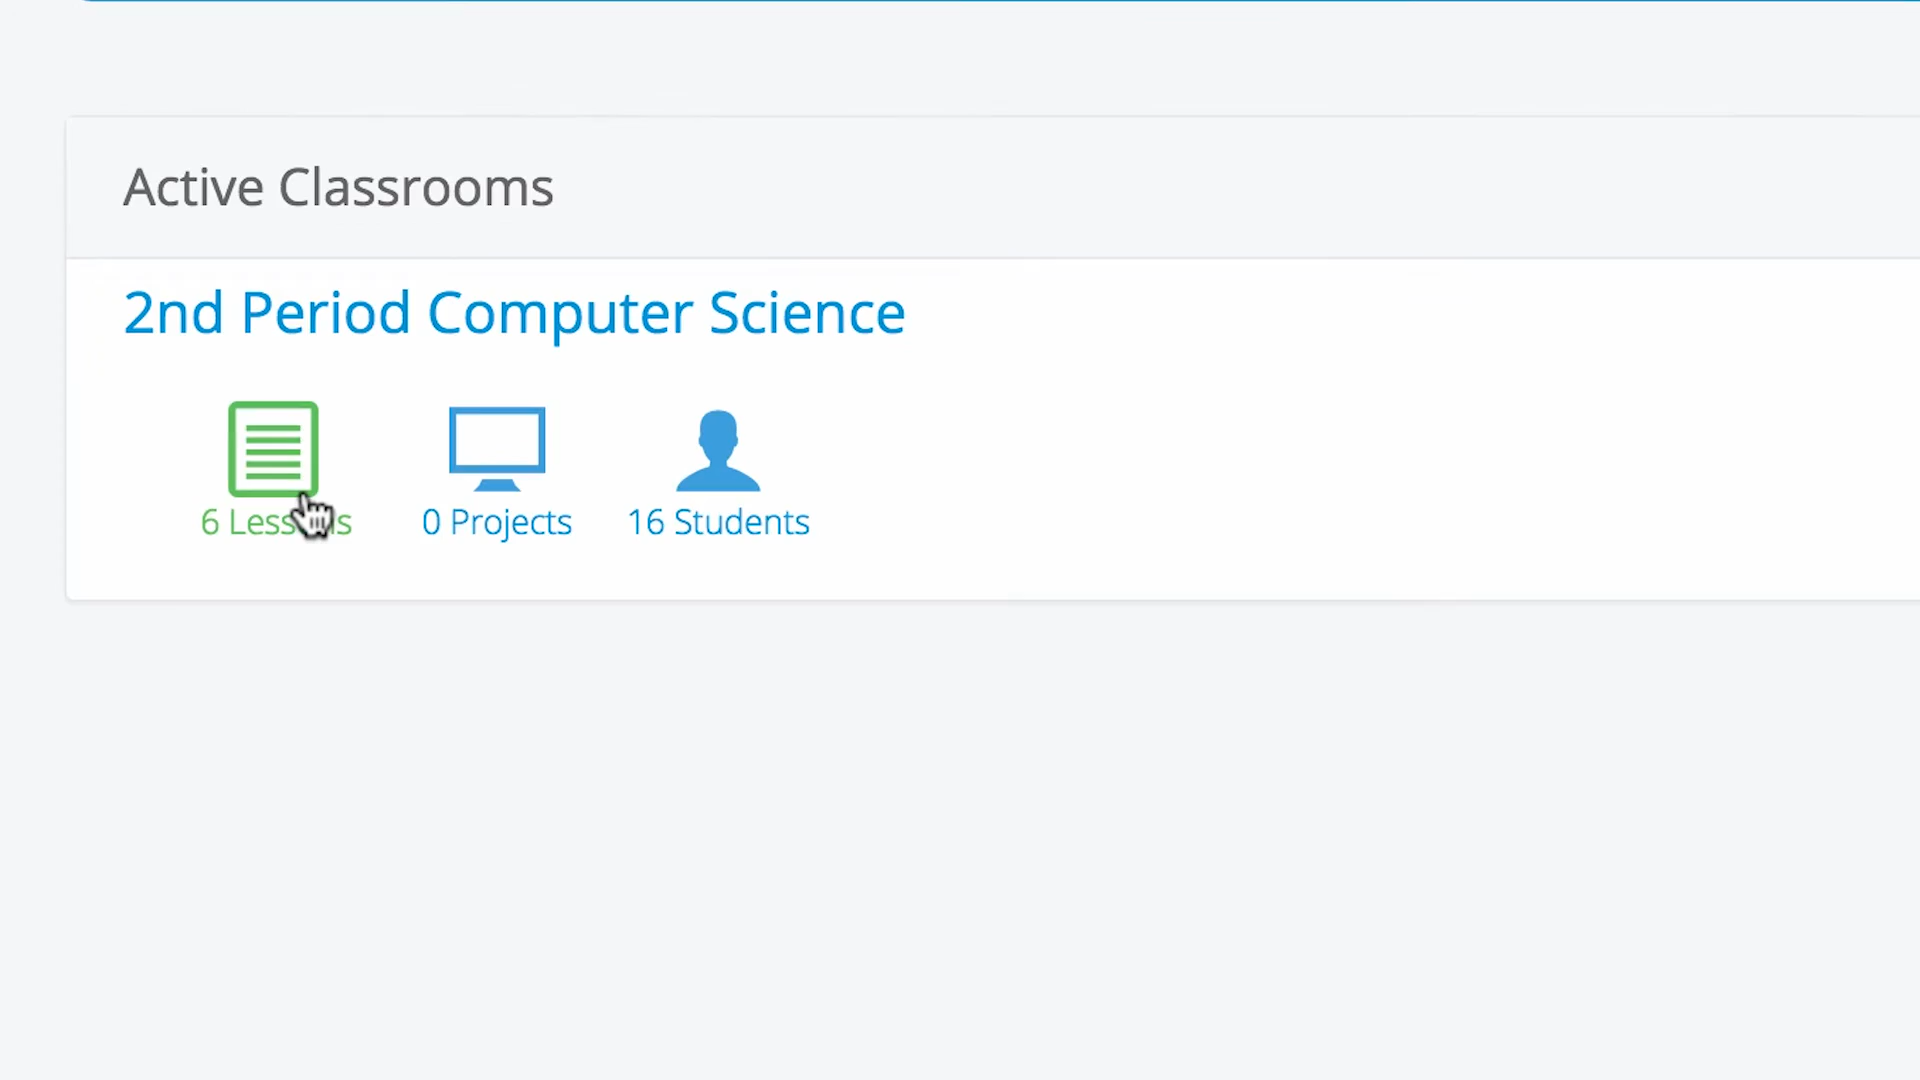 Active Classrooms
2nd Period Computer Science
6 Lessons
0 Projects
16 Students